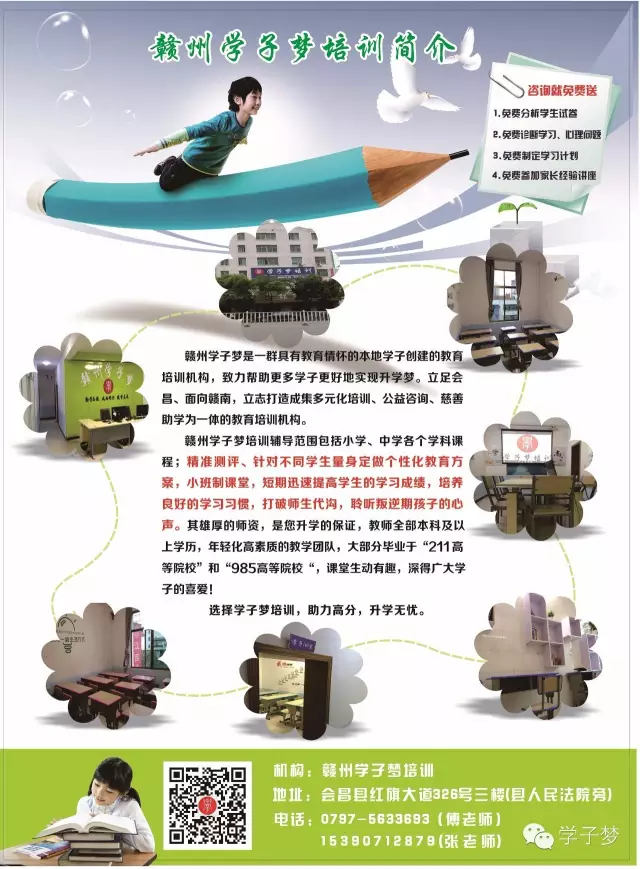 赣州学子梦培训简介
咨询就免费送
1.免费分析学生试卷
2.免费诊断学习、心理问题
3.免费制定学习计划
4.免费参加家长经验讲座
学子梦培训
赣州学子梦
赣州学子梦是一群具有教育情怀的本地学子创建的教育
培训机构，致力帮助更多学子更好地实现升学梦。立足会
昌、面向赣南，立志打造成集多元化培训、公益咨询、慈善
助学为一体的教育培训机构。
赣州学子梦培训辅导范围包括小学、中学各个学科课
程；精准测评、针对不同学生量身定做个性化教育方
案，小班制课堂，短期迅速提高学生的学习成绩，培养
良好的学习习惯，打破师生代沟，聆听叛逆期孩子的心
声。其雄厚的师资，是您升学的保证，教师全部本科及以
上学历，年轻化高素质的教学团队，大部分毕业于“211高
等院校”和“985高等院校“，课堂生动有趣，深得广大学
子的喜爱！
选择学子梦培训，助力高分，升学无忧。
机构：赣州学子梦培训
地址：会昌县红旗大道326号三楼(县人民法院旁)
电话：0797-5633693（傅老师）
15390712879(张老师)
学子梦